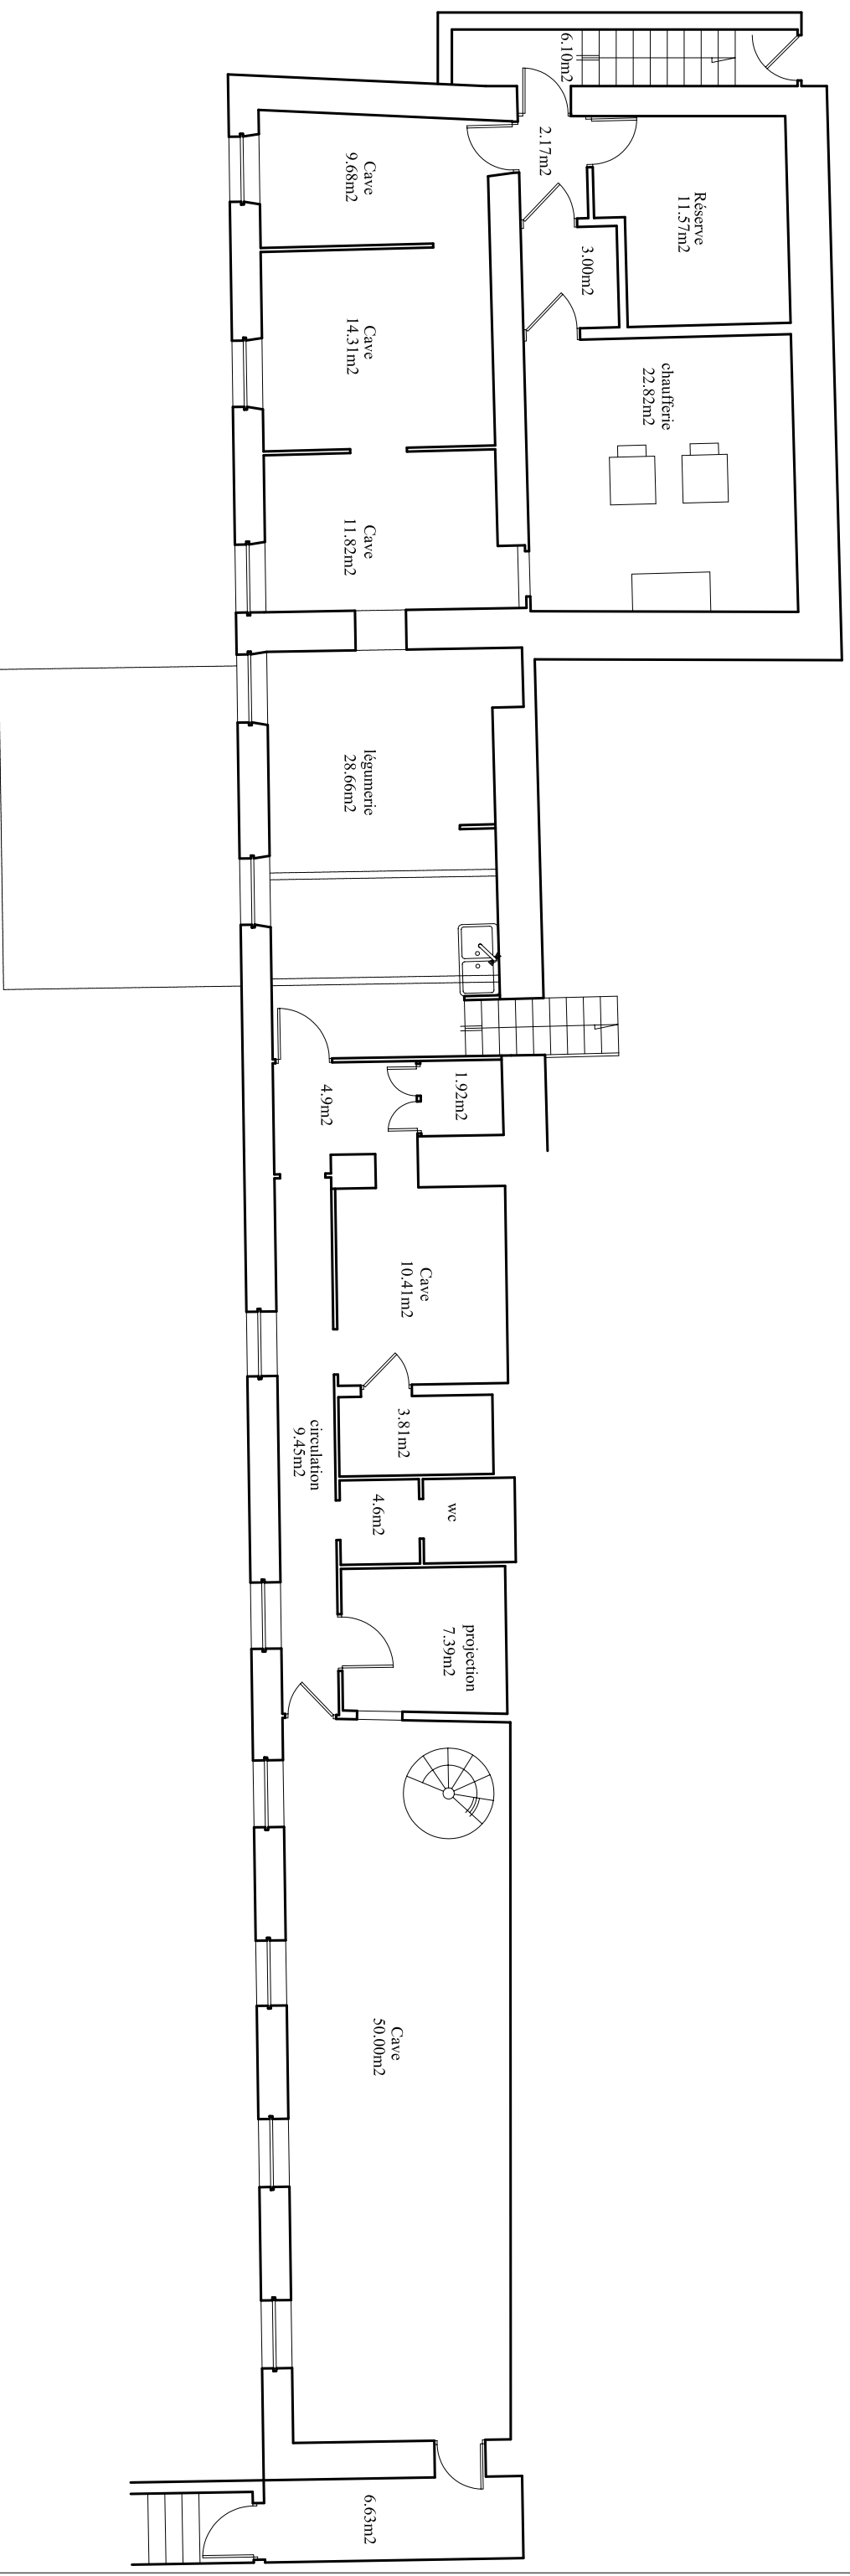 6.10m2
2.17m2
Réserve
11.57m2
Cave
9.68m2
3.00m2
Cave
14.31m2
chaufferie
22.82m2
Cave
11.82m2
légumerie
28.66m2
1.92m2
4.9m2
Cave
10.41m2
3.81m2
circulation
9.45m2
4.6m2
wc
projection
7.39m2
Cave
50.00m2
6.63m2